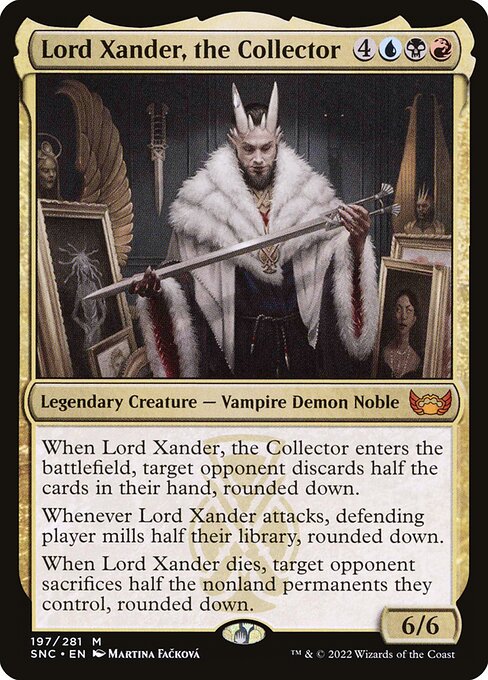 Lord Xander, the Collector 4
Legendary Creature — Vampire Demon Noble
When Lord Xander, the Collector enters the
battlefield, target opponent discards half the
cards in their hand, rounded down.
Whenever Lord Xander attacks, defending
player mills half their library, rounded down.
When Lord Xander dies, target opponent
sacrifices half the nonland permanents they
control, rounded down.
6/6
197/281 M
SNC • EN Martina Fačková
™ & © 2022 Wizards of the Coast